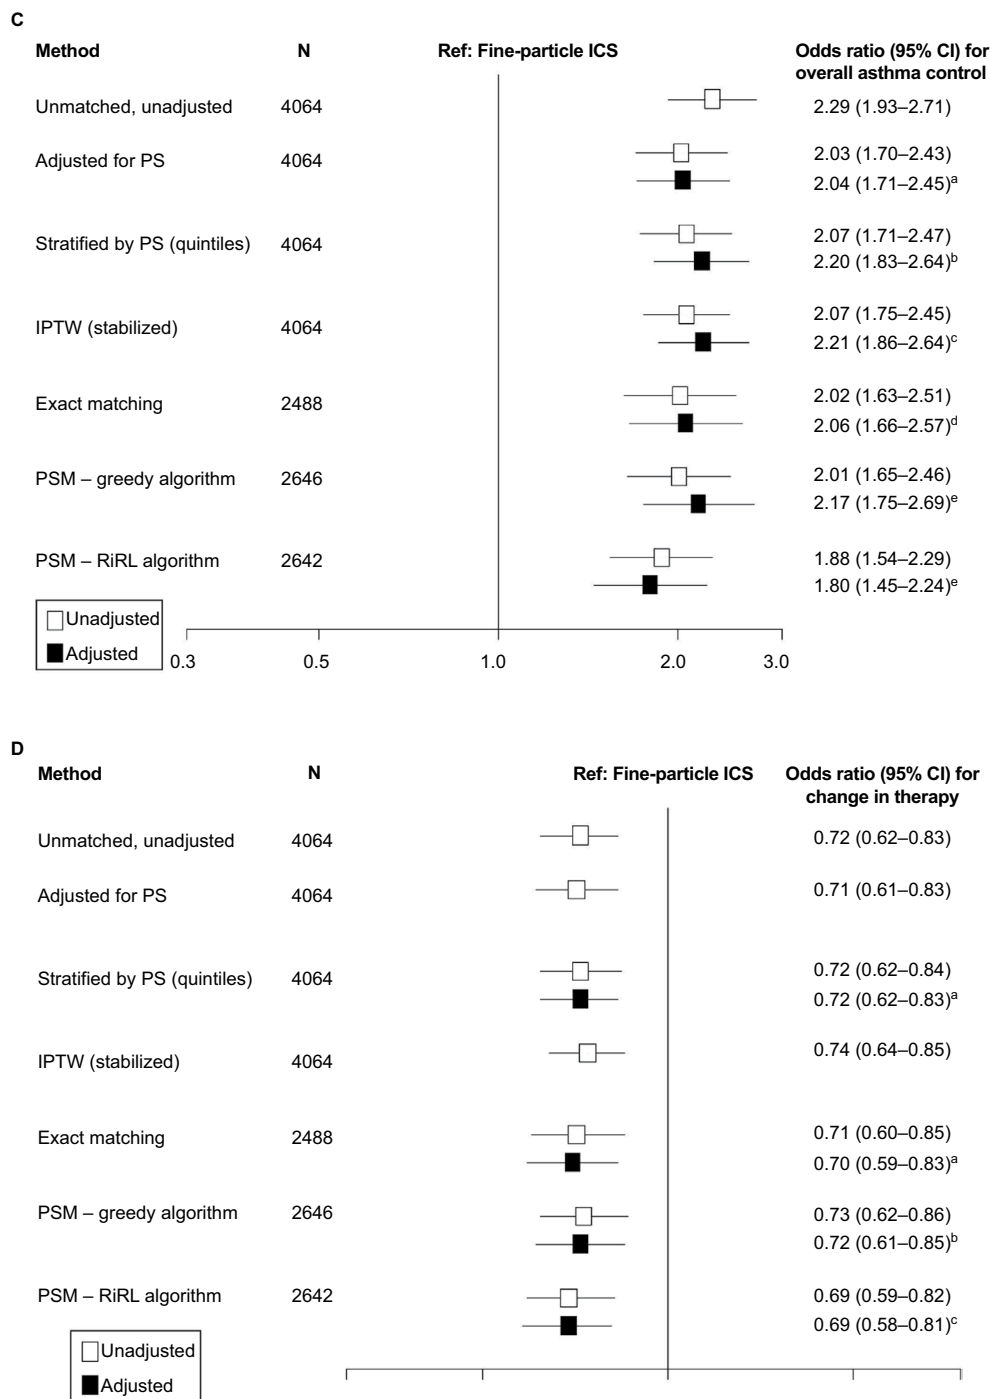 C
Method N Ref: Fine-particle ICS Odds ratio (95% CI) for
overall asthma control
Unmatched, unadjusted 4064 2.29 (1.93–2.71)
Adjusted for PS 4064 2.03 (1.70–2.43)
2.04 (1.71–2.45)a
Stratified by PS (quintiles) 4064 2.07 (1.71–2.47)
2.20 (1.83–2.64)b
IPTW (stabilized) 4064 2.07 (1.75–2.45)
2.21 (1.86–2.64)c
Exact matching 2488 2.02 (1.63–2.51)
2.06 (1.66–2.57)d
PSM – greedy algorithm 2646 2.01 (1.65–2.46)
2.17 (1.75–2.69)e
PSM – RiRL algorithm 2642 1.88 (1.54–2.29)
1.80 (1.45–2.24)e
Unadjusted
Adjusted
0.3 0.5 1.0 2.0 3.0
D
Method N Ref: Fine-particle ICS Odds ratio (95% CI) for
change in therapy
Unmatched, unadjusted 4064 0.72 (0.62–0.83)
Adjusted for PS 4064 0.71 (0.61–0.83)
Stratified by PS (quintiles) 4064 0.72 (0.62–0.84)
0.72 (0.62–0.83)a
IPTW (stabilized) 4064 0.74 (0.64–0.85)
Exact matching 2488 0.71 (0.60–0.85)
0.70 (0.59–0.83)a
PSM – greedy algorithm 2646 0.73 (0.62–0.86)
0.72 (0.61–0.85)b
PSM – RiRL algorithm 2642 0.69 (0.59–0.82)
0.69 (0.58–0.81)c
Unadjusted
Adjusted